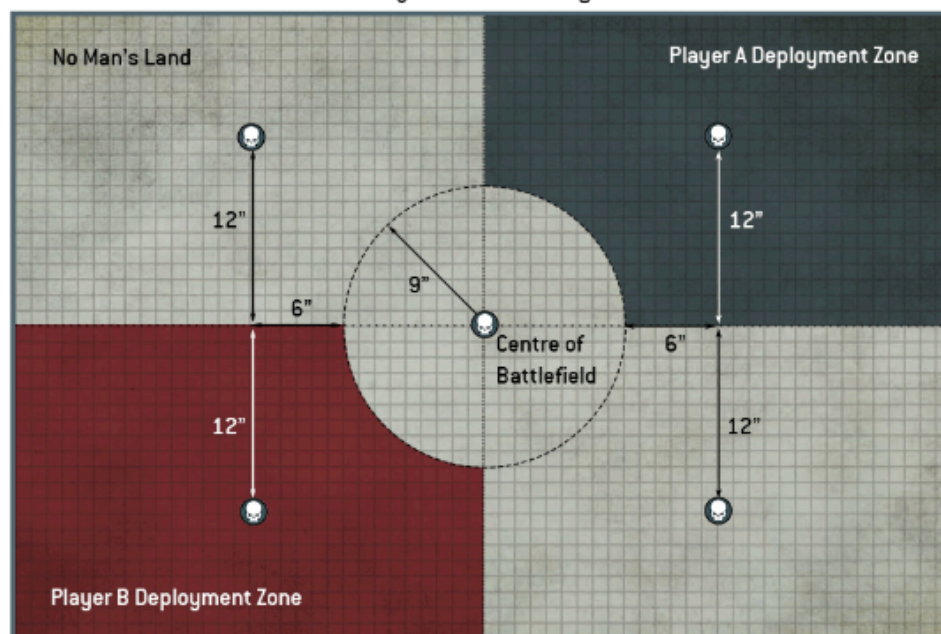 No Man's Land
Player A Deployment Zone
12”
12”
9”
6”
Centre of
Battlefield
6”
12”
12”
Player B Deployment Zone